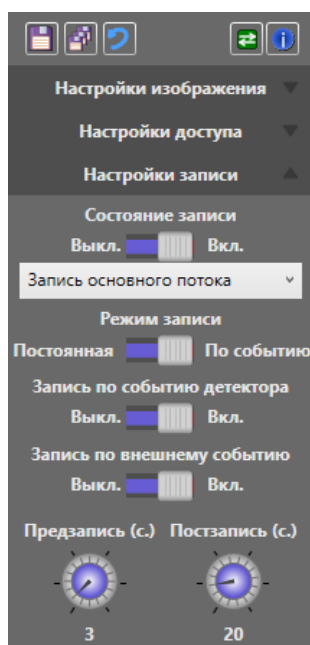 Настройки изображения
Настройки доступа
Настройки записи
Состояние записи
Выкл. Вкл.
Запись основного потока
Режим записи
Постоянная По событию
Запись по событию детектора
Выкл. Вкл.
Запись по внешнему событию
Выкл. Вкл.
Предзапись (с.) Постзапись (с.)
3 20